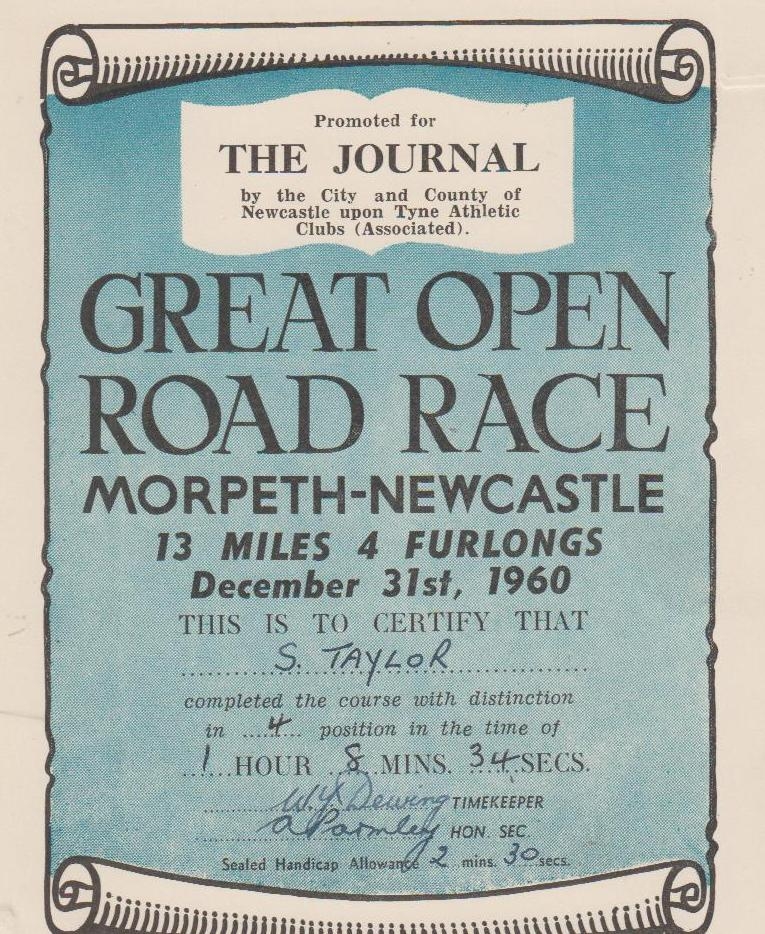 Promoted for
THE JOURNAL
by the City and County of
Newcastle upon Tyne Athletic
Clubs (Associated).
GREAT OPEN
ROAD RACE
MORPETH-NEWCASTLE
13 MILES 4 FURLONGS
December 31st, 1960
THIS IS TO CERTIFY THAT
S. TAYLOR
completed the course with distinction
in 4 position in the time of
1 HOUR 8 MINS. 34 SECS.
Dewing TIMEKEEPER
HON. SEC.
Sealed Handicap Allowance 2 mins. 30 secs.